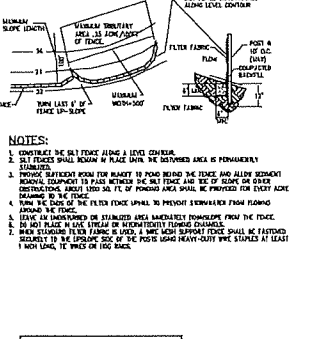 ALONG LEVEL CONTOUR
MAXIMUM
SLOPE LENGTH
MAXIMUM TRIBUTARY
AREA .25 ACRE/100FT
OF FENCE.
FILTER FABRIC
FLOW
POST @
10' O.C.
(MAX)
COMPACTED
BACKFILL
34
33
32
TURN LAST 6' OF
FENCE UP-SLOPE
MAXIMUM
WIDTH=300'
FILTER FABRIC
NOTES:
1. CONSTRUCT THE SILT FENCE ALONG A LEVEL CONTOUR.
2. SILT FENCES SHALL REMAIN IN PLACE UNTIL THE DISTURBED AREA IS PERMANENTLY
STABILIZED.
3. PROVIDE SUFFICIENT ROOM FOR RUNOFF TO POND BEHIND THE FENCE AND ALLOW SEDIMENT
REMOVAL EQUIPMENT TO PASS BETWEEN THE SILT FENCE AND TOE OF SLOPE OR OTHER
OBSTRUCTIONS. ABOUT 1200 SQ. FT. OF PONDING AREA SHALL BE PROVIDED FOR EVERY ACRE
DRAINING TO THE FENCE.
4. TURN THE ENDS OF THE FILTER FENCE UPHILL TO PREVENT STORMWATER FROM FLOWING
AROUND THE FENCE.
5. LEAVE AN UNDISTURBED OR STABILIZED AREA IMMEDIATELY DOWNSLOPE FROM THE FENCE.
6. DO NOT PLACE IN LIVE STREAM OR INTERMITTENTLY FLOWING CHANNELS.
7. WHEN STANDARD FILTER FABRIC IS USED, A WIRE MESH SUPPORT FENCE SHALL BE FASTENED
SECURELY TO THE UPSLOPE SIDE OF THE POSTS USING HEAVY-DUTY WIRE STAPLES AT LEAST
1 INCH LONG, TIE WIRES OR HOG RINGS.